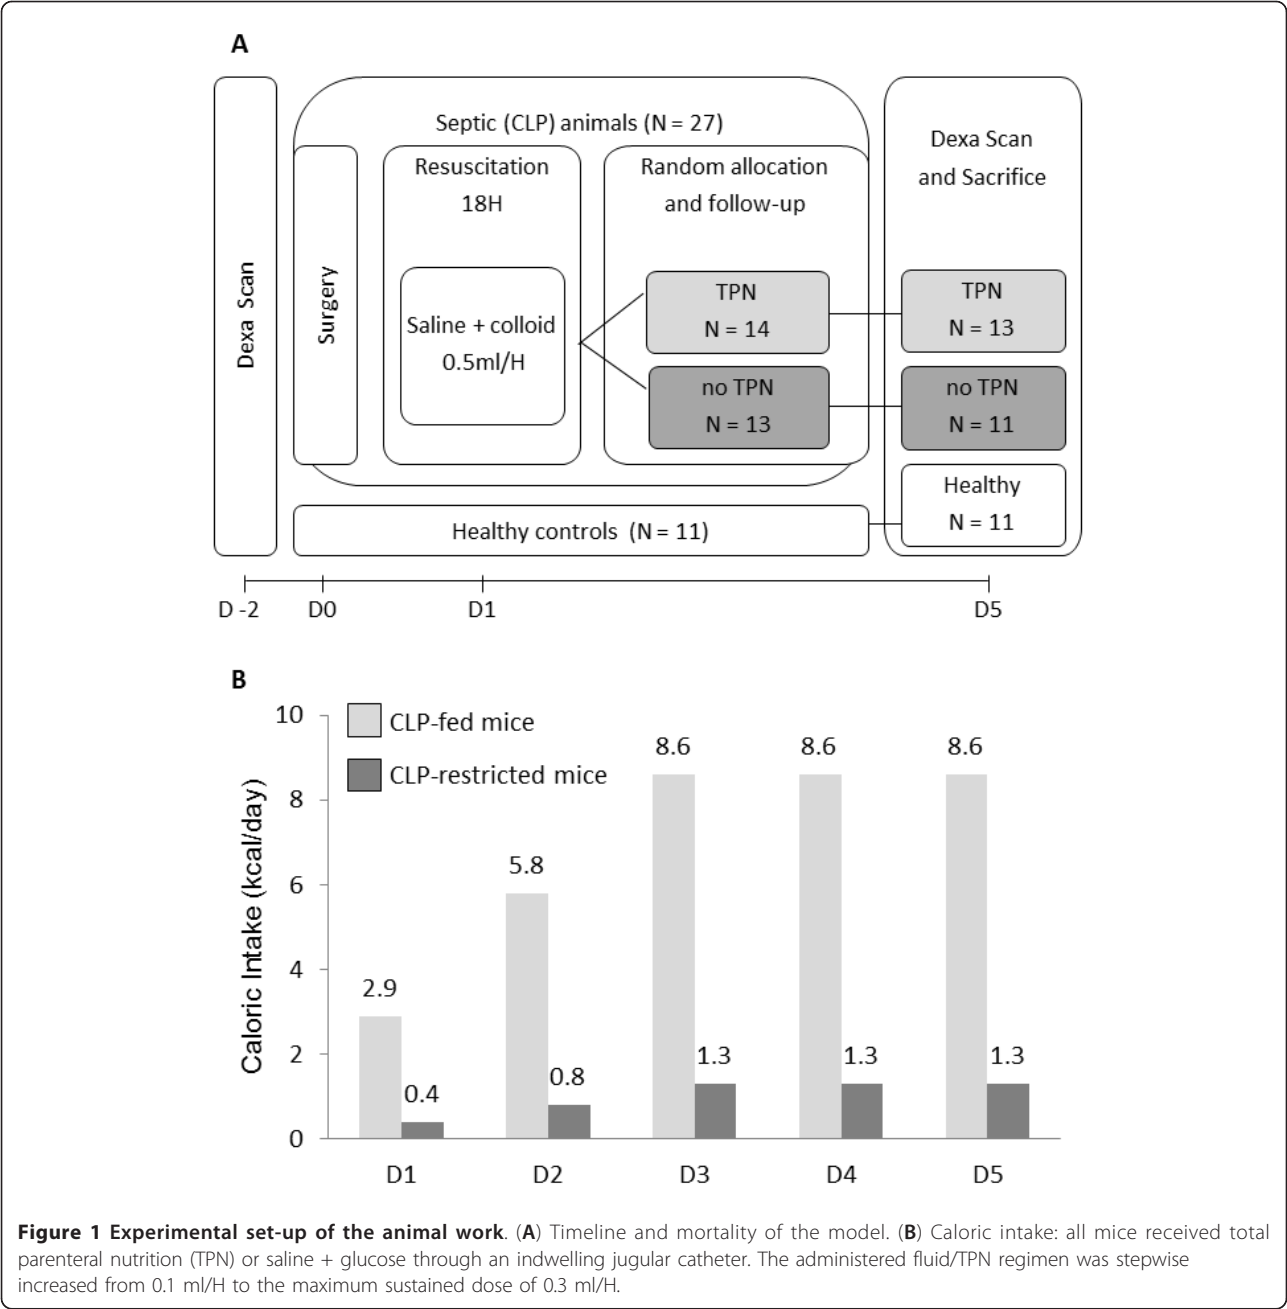 A
Dexa Scan
Septic (CLP) animals (N = 27)
Surgery
Resuscitation
18H
Saline + colloid
0.5ml/H
Random allocation
and follow-up
TPN
N = 14
no TPN
N = 13
Dexa Scan
and Sacrifice
TPN
N = 13
no TPN
N = 11
Healthy
N = 11
Healthy controls (N = 11)
D -2
D0
D1
D5
B
CLP-fed mice
CLP-restricted mice
Caloric Intake (kcal/day)
10
8
6
4
2
0
2.9
0.4
5.8
0.8
8.6
1.3
8.6
1.3
8.6
1.3
D1
D2
D3
D4
D5
Figure 1 Experimental set-up of the animal work. (A) Timeline and mortality of the model. (B) Caloric intake: all mice received total
parenteral nutrition (TPN) or saline + glucose through an indwelling jugular catheter. The administered fluid/TPN regimen was stepwise
increased from 0.1 ml/H to the maximum sustained dose of 0.3 ml/H.